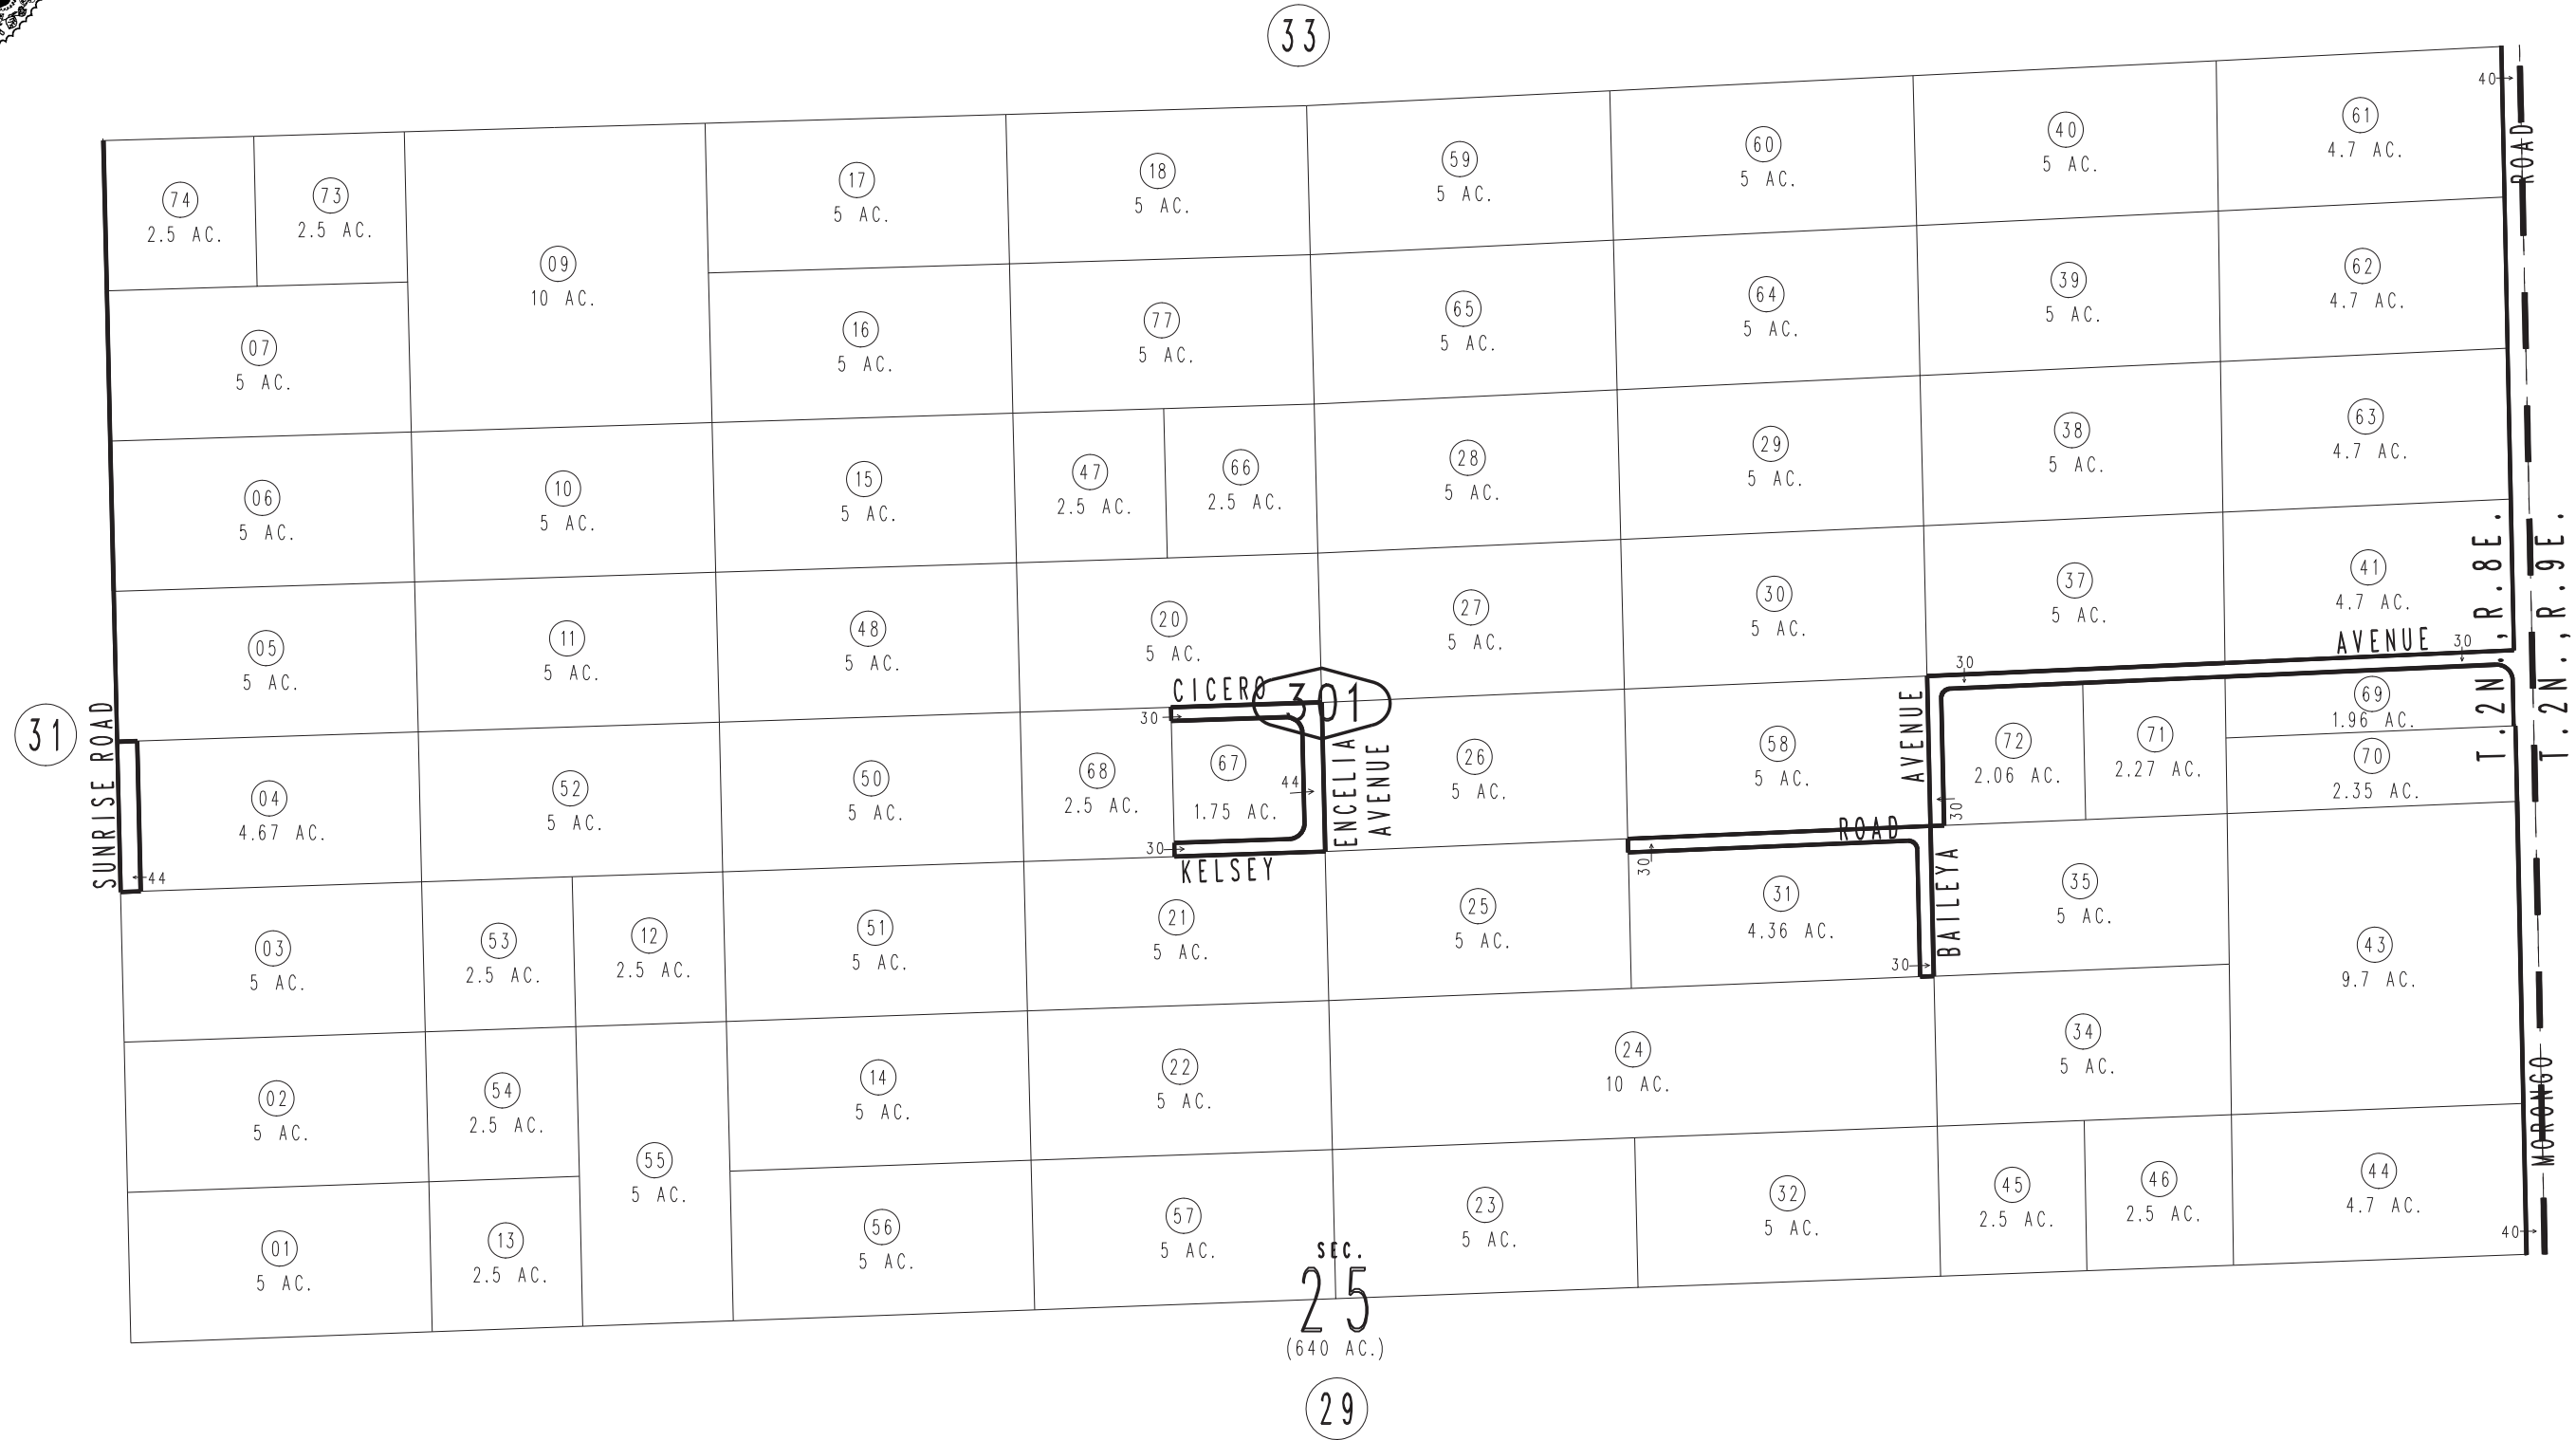 33
40
ROAD
74
2.5 AC.
73
2.5 AC.
09
10 AC.
17
5 AC.
18
5 AC.
59
5 AC.
60
5 AC.
40
5 AC.
61
4.7 AC.
07
5 AC.
16
5 AC.
77
5 AC.
65
5 AC.
64
5 AC.
39
5 AC.
62
4.7 AC.
06
5 AC.
10
5 AC.
15
5 AC.
47
2.5 AC.
66
2.5 AC.
28
5 AC.
29
5 AC.
38
5 AC.
63
4.7 AC.
05
5 AC.
11
5 AC.
48
5 AC.
20
5 AC.
27
5 AC.
30
5 AC.
37
5 AC.
41
4.7 AC.
T. 2N., R.8E.
T. 2N., R.9E.
AVENUE
30
30
CICERO
301
30
31
SUNRISE ROAD
44
04
4.67 AC.
52
5 AC.
50
5 AC.
68
2.5 AC.
67
1.75 AC.
44
ENCELIA
AVENUE
26
5 AC.
58
5 AC.
AVENUE
30
72
2.06 AC.
71
2.27 AC.
69
1.96 AC.
70
2.35 AC.
30
KELSEY
ROAD
30
03
5 AC.
53
2.5 AC.
12
2.5 AC.
51
5 AC.
21
5 AC.
25
5 AC.
31
4.36 AC.
30
BAILEYA
35
5 AC.
43
9.7 AC.
02
5 AC.
54
2.5 AC.
55
5 AC.
14
5 AC.
22
5 AC.
24
10 AC.
34
5 AC.
MORONGO
01
5 AC.
13
2.5 AC.
56
5 AC.
57
5 AC.
23
5 AC.
32
5 AC.
45
2.5 AC.
46
2.5 AC.
44
4.7 AC.
40
SEC.
25
(640 AC.)
29